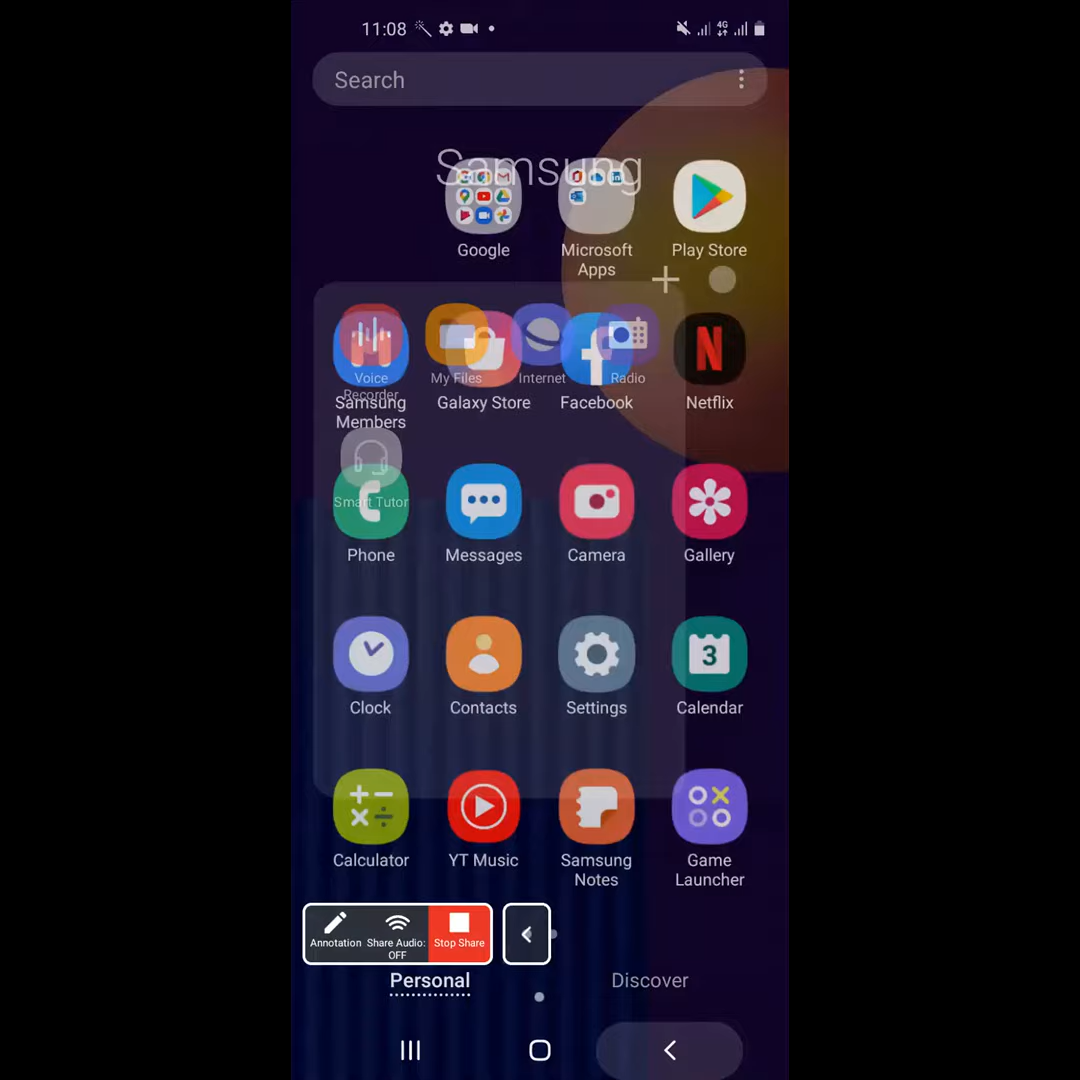 11:08
4G
Search
Samsung
Google
Microsoft
Apps
Play Store
Voice
Recorder
My Files
Internet
Radio
Samsung
Members
Galaxy Store
Facebook
Netflix
Smart Tutor
Phone
Messages
Camera
Gallery
3
Clock
Contacts
Settings
Calendar
Calculator
YT Music
Samsung
Notes
Game
Launcher
Annotation
Share Audio:
OFF
Stop Share
Personal
Discover